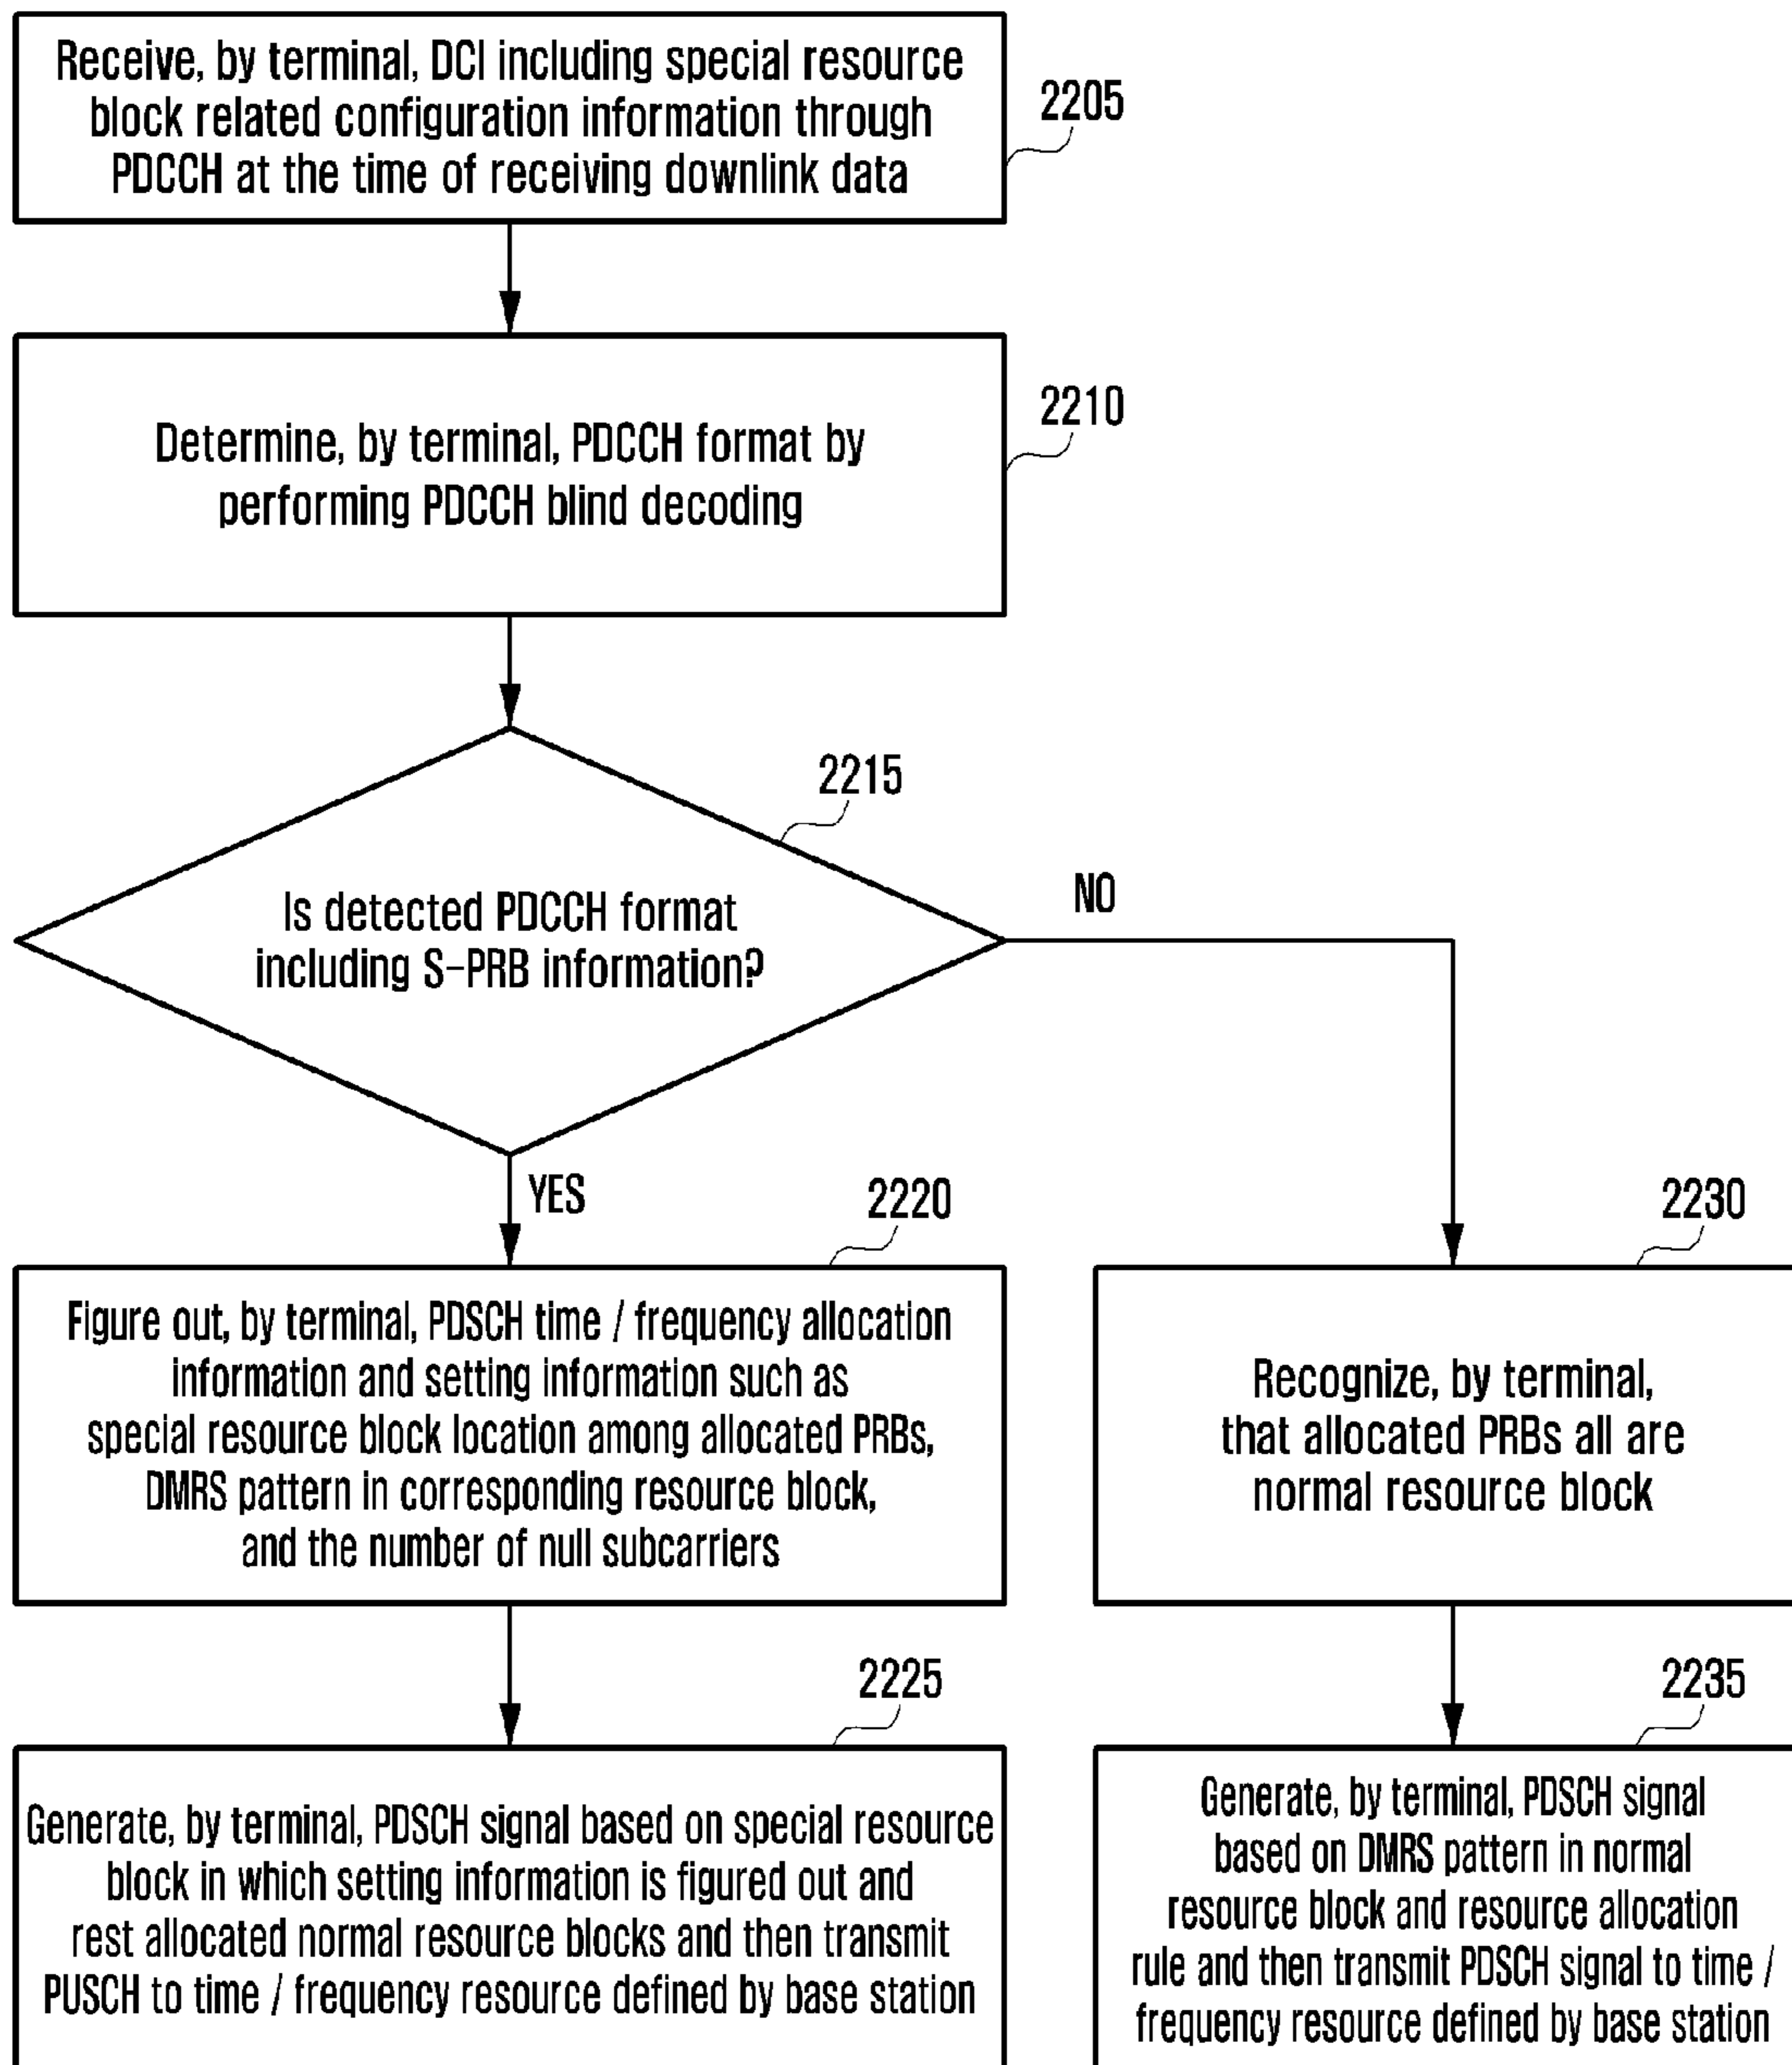 Receive, by terminal, DCI including special resource
block related configuration information through
PDCCH at the time of receiving downlink data
2205
Determine, by terminal, PDCCH format by
performing PDCCH blind decoding
2210
Is detected PDCCH format
including S-PRB information?
2215
NO
YES
2220
Figure out, by terminal, PDSCH time / frequency allocation
information and setting information such as
special resource block location among allocated PRBs,
DMRS pattern in corresponding resource block,
and the number of null subcarriers
2230
Recognize, by terminal,
that allocated PRBs all are
normal resource block
2225
Generate, by terminal, PDSCH signal based on special resource
block in which setting information is figured out and
rest allocated normal resource blocks and then transmit
PUSCH to time / frequency resource defined by base station
2235
Generate, by terminal, PDSCH signal
based on DMRS pattern in normal
resource block and resource allocation
rule and then transmit PDSCH signal to time /
frequency resource defined by base station